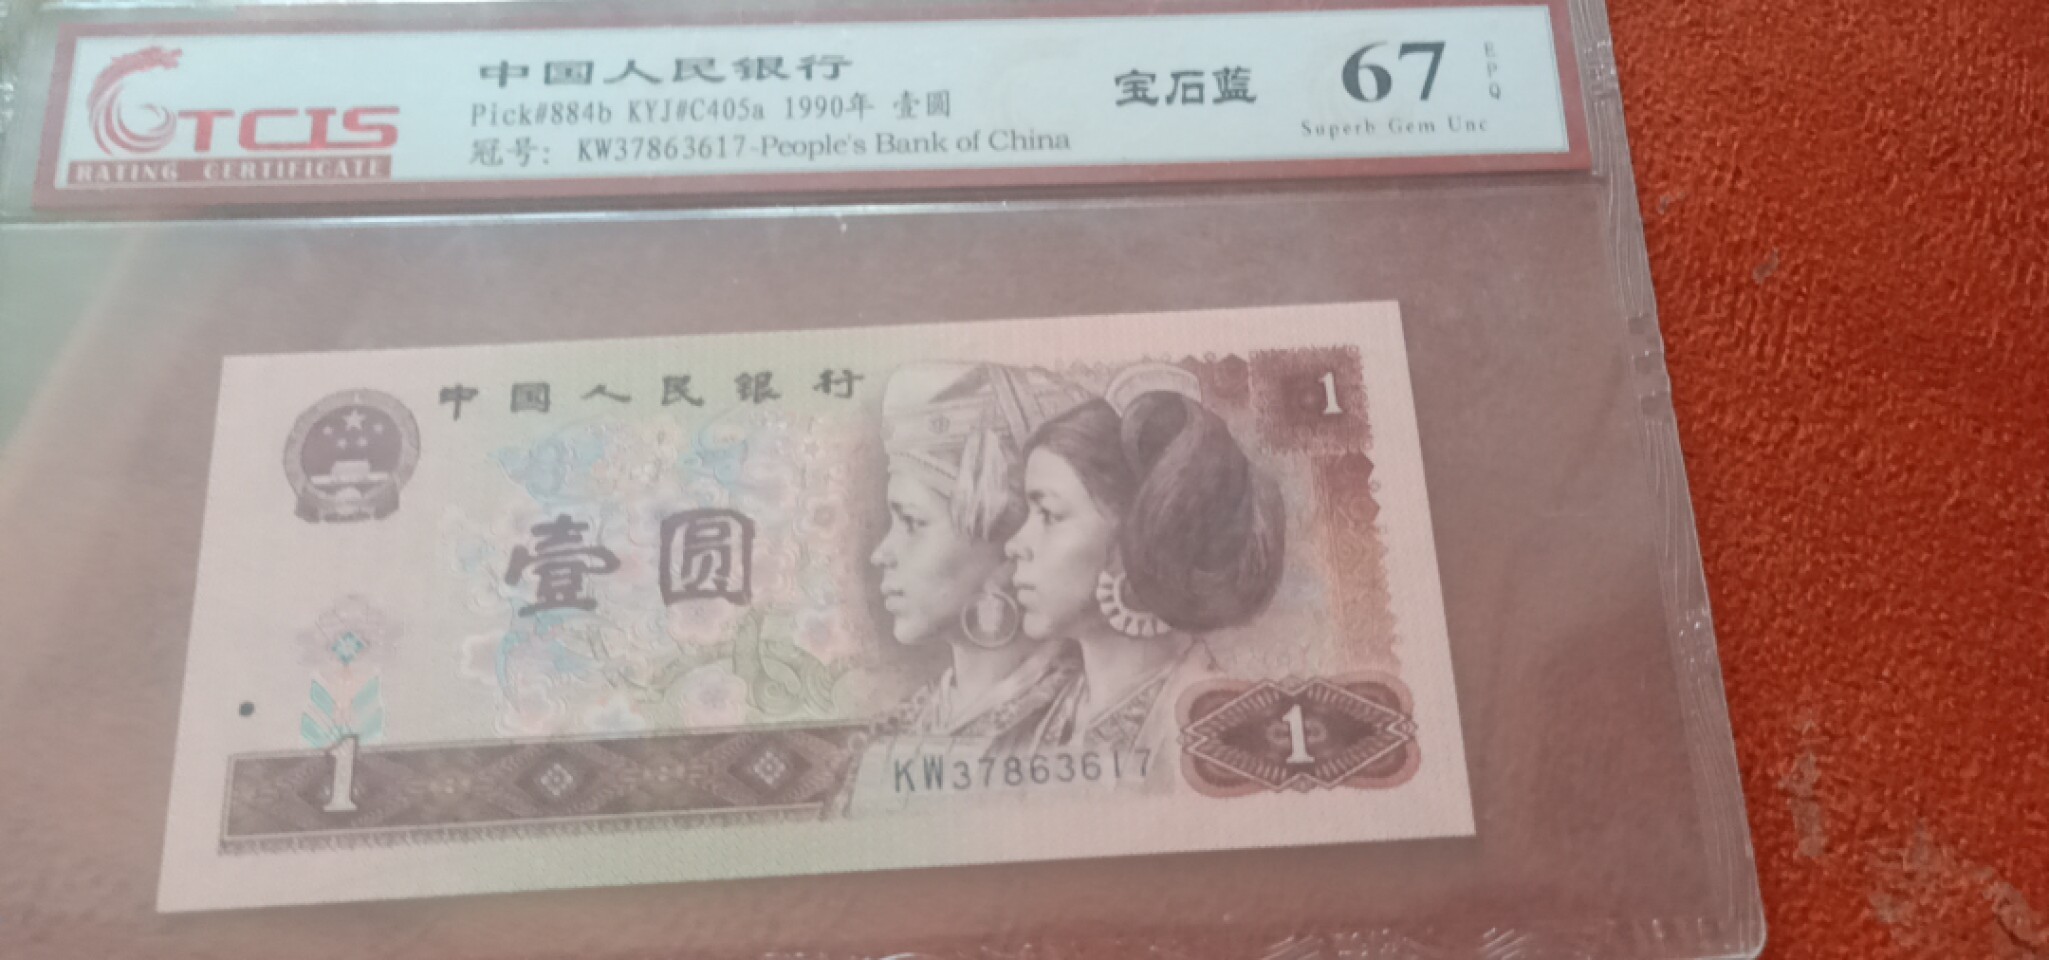 TCIS
RATING CERTIFICATE
中国人民银行
Pick#884b KYJ#C405a 1990年 壹圆
冠号: KW37863617-People's Bank of China
宝石蓝
67
EPQ
Superb Gem Unc
中国人民银行
1
壹圆
1
KW37863617
1